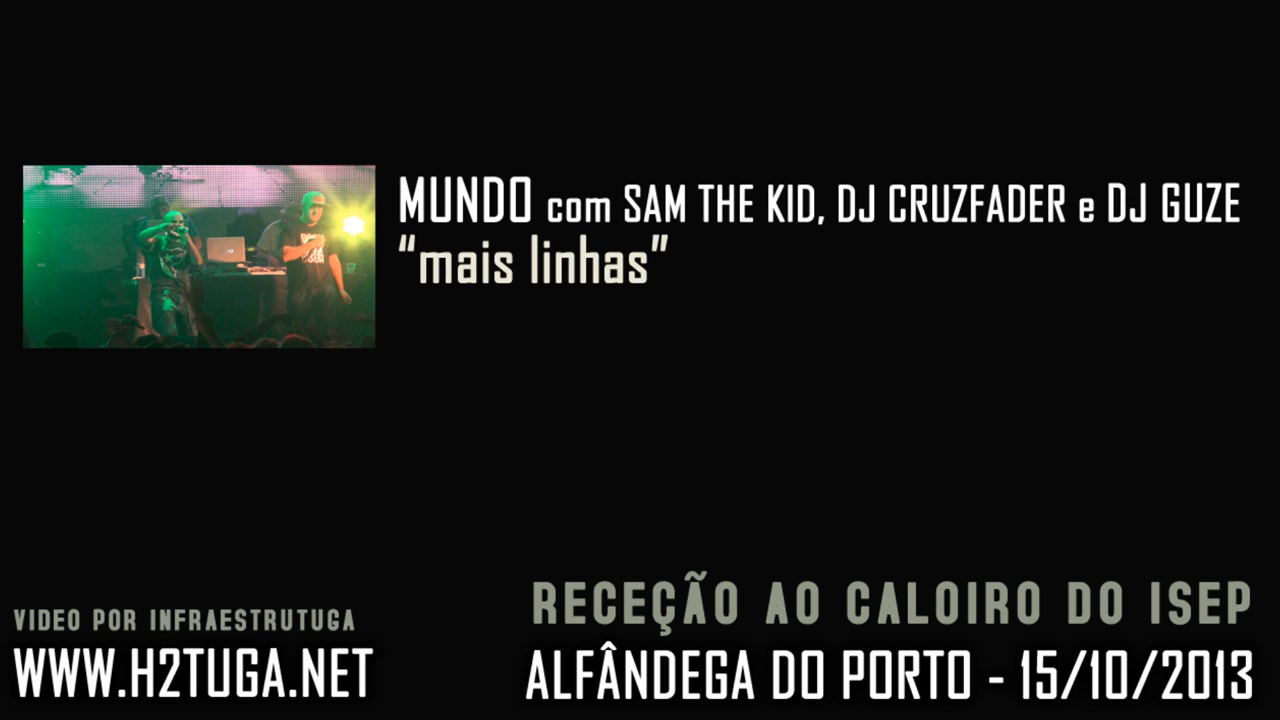 MUNDO com SAM THE KID, DJ CRUZFADER e DJ GUZE
“mais linhas”
RECEÇÃO AO CALOIRO DO ISEP
VIDEO POR INFRAESTRUTUGA
WWW.H2TUGA.NET
ALFÂNDEGA DO PORTO - 15/10/2013